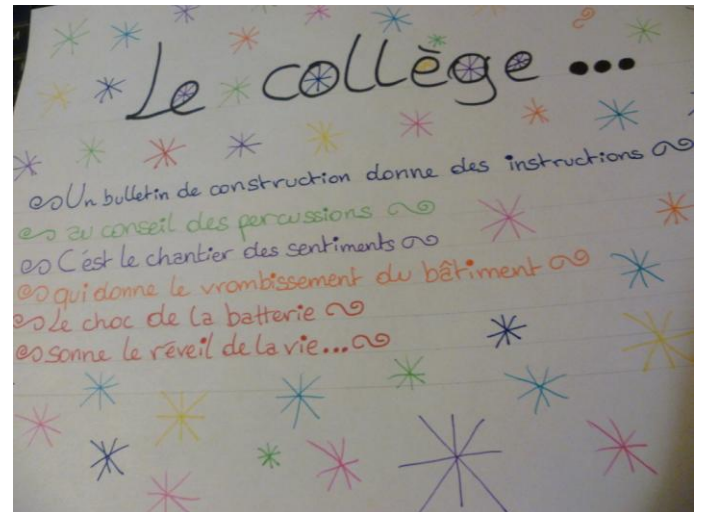 Le collège...
Un bulletin de construction donne des instructions
au conseil des percussions
C'est le chantier des sentiments
qui donne le vrombissement du bâtiment
Le choc de la batterie
sonne le réveil de la vie...